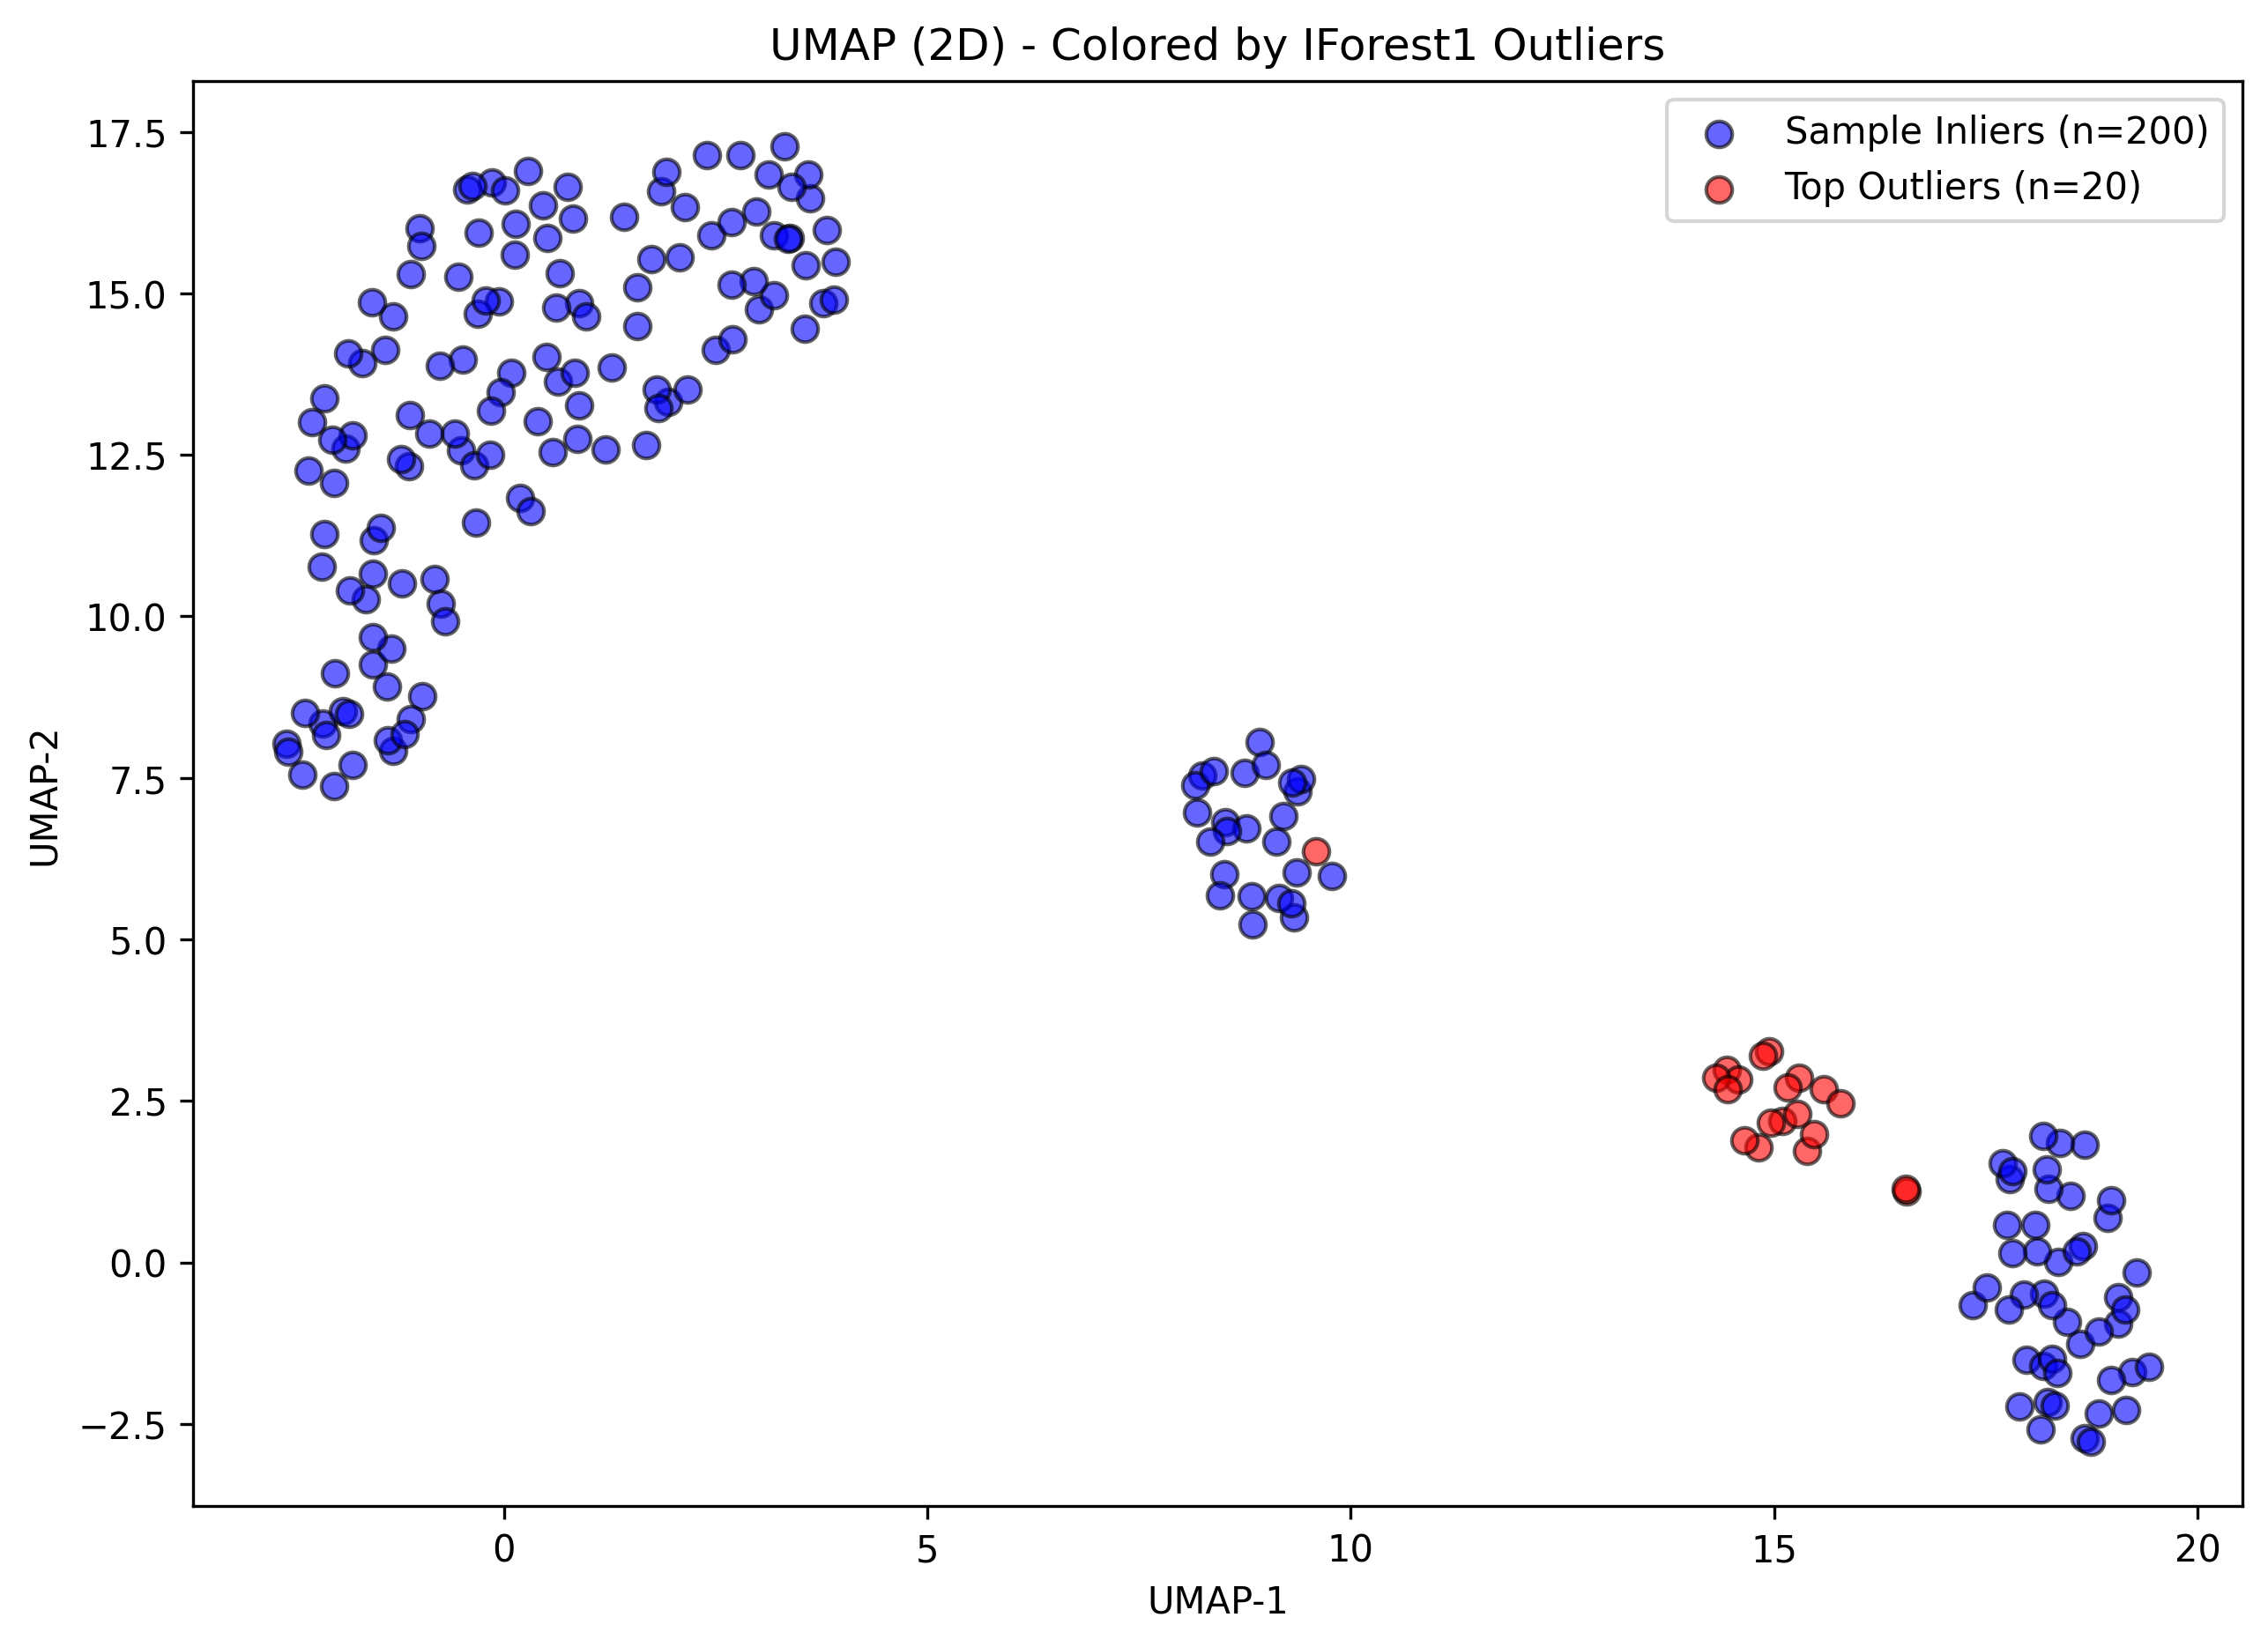 UMAP (2D) - Colored by IForest1 Outliers
Sample Inliers (n=200)
Top Outliers (n=20)
17.5
15.0
12.5
10.0
7.5
5.0
2.5
0.0
−2.5
UMAP-2
0
5
10
15
20
UMAP-1